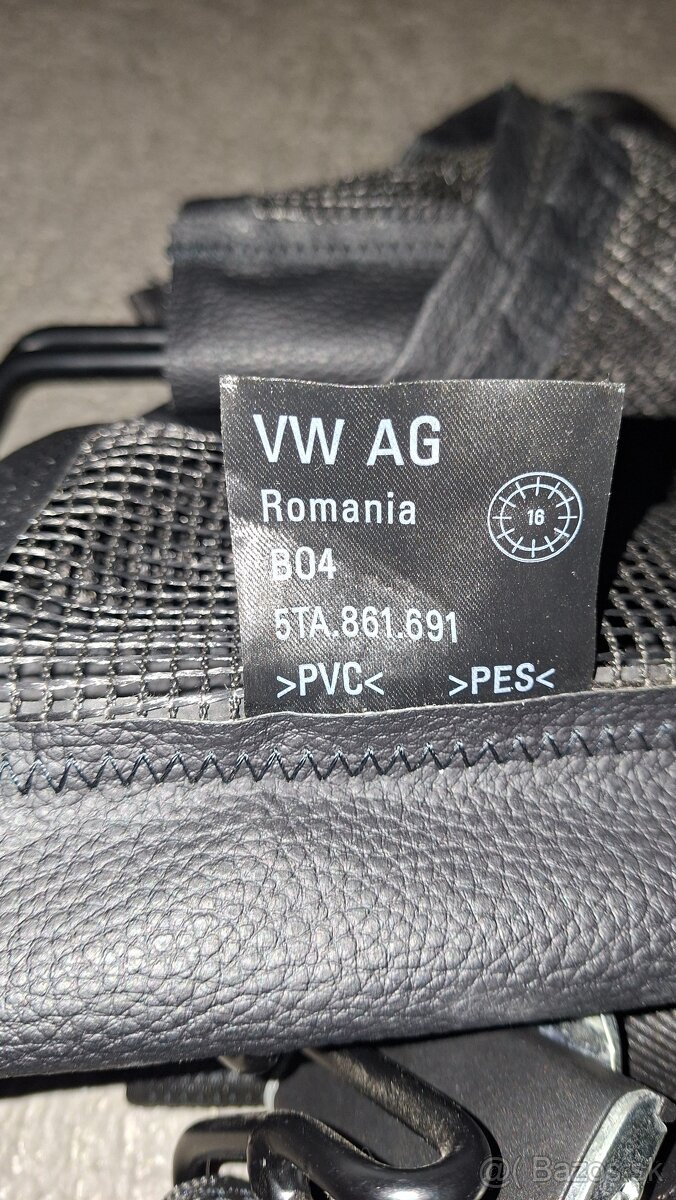 VW AG
Romania
16
B04
5TA.861.691
>PVC< >PES<
Bazos.sk